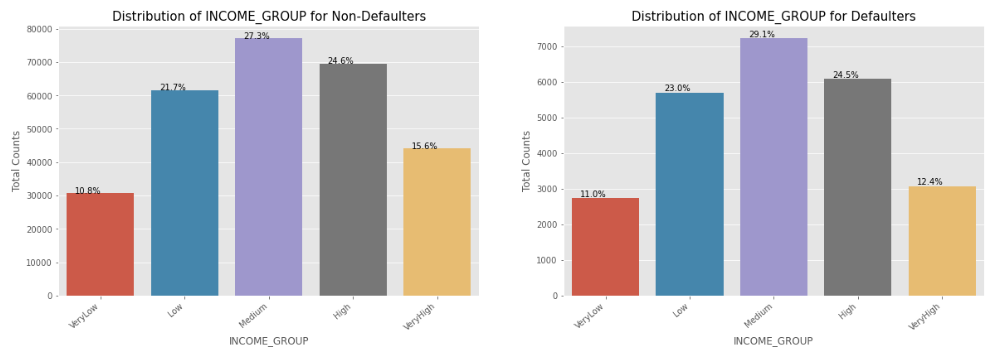 Distribution of INCOME_GROUP for Non-Defaulters
80000
70000
60000
50000
40000
30000
20000
10000
0
Total Counts
10.8%
21.7%
27.3%
24.6%
15.6%
VeryLow
Low
Medium
High
VeryHigh
INCOME_GROUP
Distribution of INCOME_GROUP for Defaulters
7000
6000
5000
4000
3000
2000
1000
0
Total Counts
11.0%
23.0%
29.1%
24.5%
12.4%
VeryLow
Low
Medium
High
VeryHigh
INCOME_GROUP